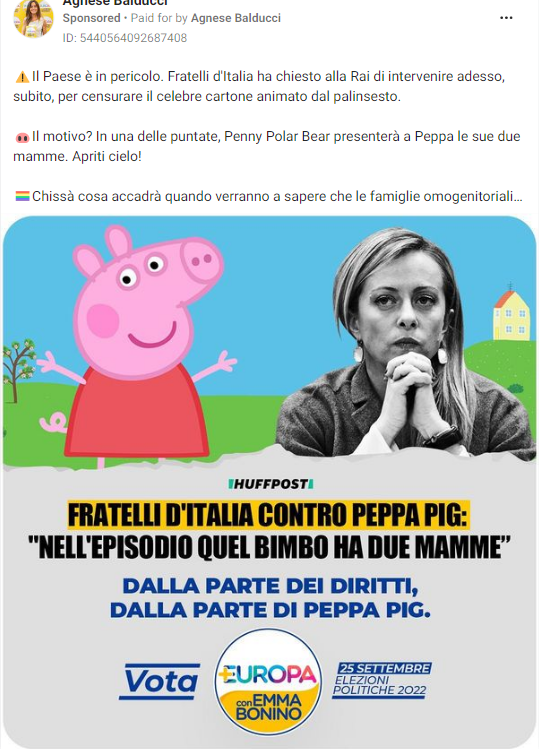 Agnese Balducci
Sponsored • Paid for by Agnese Balducci
ID: 5440564092687408
⚠️Il Paese è in pericolo. Fratelli d'Italia ha chiesto alla Rai di intervenire adesso,
subito, per censurare il celebre cartone animato dal palinsesto.
🐽Il motivo? In una delle puntate, Penny Polar Bear presenterà a Peppa le sue due
mamme. Apriti cielo!
🏳️‍🌈Chissà cosa accadrà quando verranno a sapere che le famiglie omogenitoriali...
HUFFPOST
FRATELLI D'ITALIA CONTRO PEPPA PIG:
"NELL'EPISODIO QUEL BIMBO HA DUE MAMME”
DALLA PARTE DEI DIRITTI,
DALLA PARTE DI PEPPA PIG.
Vota
+EUROPA
con EMMA
BONINO
25 SETTEMBRE
ELEZIONI
POLITICHE 2022